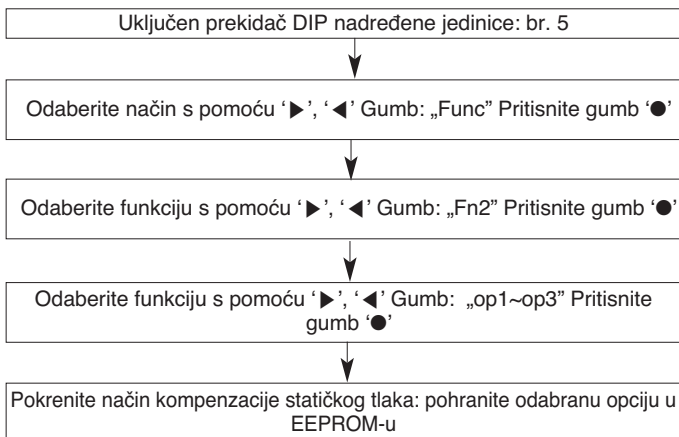 Uključen prekidač DIP nadređene jedinice: br. 5
Odaberite način s pomoću ‘▶’, ‘◀’ Gumb: „Func” Pritisnite gumb ‘●’
Odaberite funkciju s pomoću ‘▶’, ‘◀’ Gumb: „Fn2” Pritisnite gumb ‘●’
Odaberite funkciju s pomoću ‘▶’, ‘◀’ Gumb: „op1~op3” Pritisnite
gumb ‘●’
Pokrenite način kompenzacije statičkog tlaka: pohranite odabranu opciju u
EEPROM-u